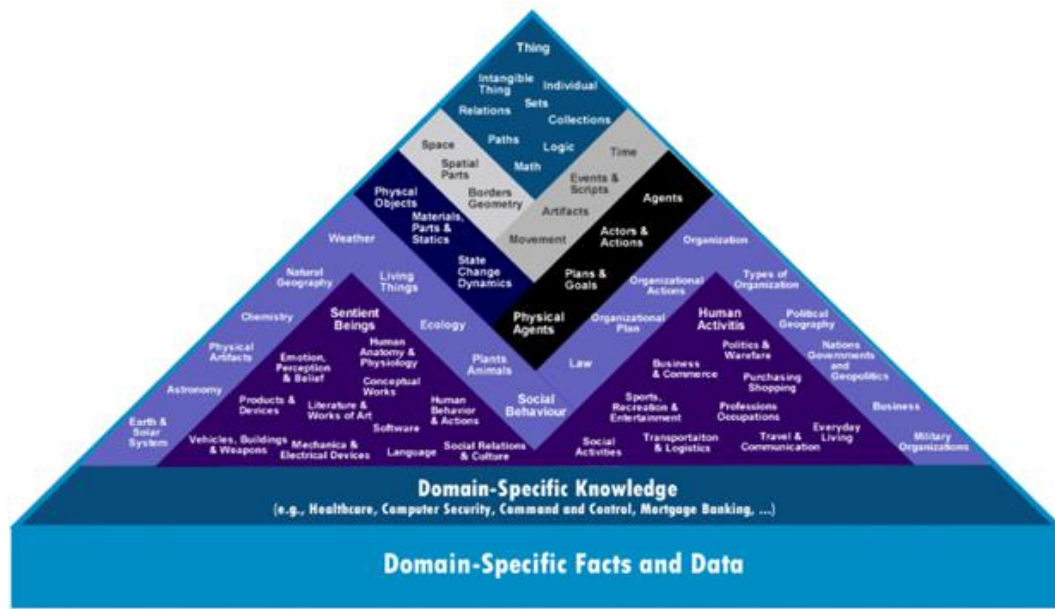 Thing
Intangible
Thing
Individual
Sets
Relations
Collections
Paths
Logic
Math
Space
Spatial
Parts
Borders
Geometry
Time
Events &
Scripts
Artifacts
Movement
Physcal
Objects
Materials,
Parts &
Statics
State
Change
Dynamics
Agents
Actors &
Actions
Plans &
Goals
Physical
Agents
Weather
Natural
Geography
Living
Things
Chemistry
Ecology
Physical
Artifacts
Plants
Animals
Astronomy
Earth &
Solar
System
Social
Behaviour
Organization
Organizational
Actions
Types of
Organization
Organizational
Plan
Political
Geography
Law
Nations
Governments
and
Geopolitics
Business
Military
Organizations
Sentient
Beings
Human
Anatomy &
Physiology
Emotion,
Perception
& Belief
Conceptual
Works
Products &
Devices
Literature &
Works of Art
Human
Behavior
& Actions
Software
Vehicles, Buildings
& Weapons
Mechanica &
Electrical Devices
Language
Social Relations
& Culture
Human
Activitis
Politics &
Warefare
Business
& Commerce
Purchasing
Shopping
Sports,
Recreation &
Entertainment
Professions
Occupations
Everyday
Living
Social
Activities
Transportaiton
& Logistics
Travel &
Communication
Domain-Specific Knowledge
(e.g., Healthcare, Computer Security, Command and Control, Mortgage Banking, ...)
Domain-Specific Facts and Data